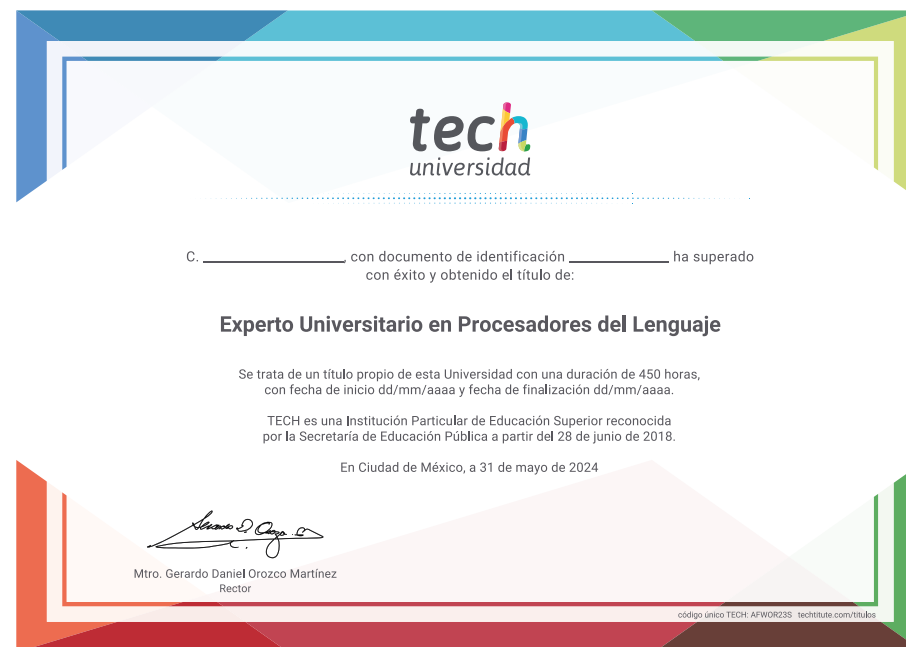 tech
universidad
C. ____________________, con documento de identificación ______________ ha superado
con éxito y obtenido el título de:
Experto Universitario en Procesadores del Lenguaje
Se trata de un título propio de esta Universidad con una duración de 450 horas,
con fecha de inicio dd/mm/aaaa y fecha de finalización dd/mm/aaaa.
TECH es una Institución Particular de Educación Superior reconocida
por la Secretaría de Educación Pública a partir del 28 de junio de 2018.
En Ciudad de México, a 31 de mayo de 2024
Mtro. Gerardo Daniel Orozco Martínez
Rector
código único TECH: AFWOR23S techtitute.com/titulos